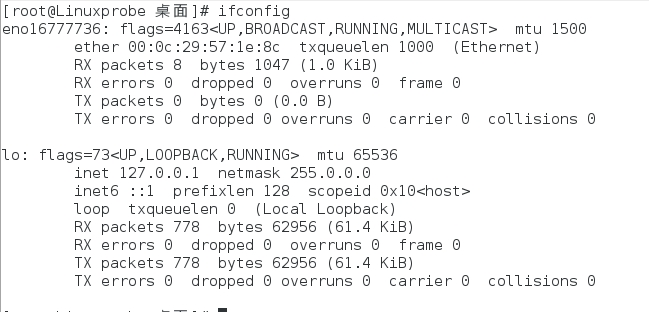 [root@Linuxprobe 桌面]# ifconfig
eno16777736: flags=4163<UP,BROADCAST,RUNNING,MULTICAST>  mtu 1500
        ether 00:0c:29:57:1e:8c  txqueuelen 1000  (Ethernet)
        RX packets 8  bytes 1047 (1.0 KiB)
        RX errors 0  dropped 0  overruns 0  frame 0
        TX packets 0  bytes 0 (0.0 B)
        TX errors 0  dropped 0 overruns 0  carrier 0  collisions 0

lo: flags=73<UP,LOOPBACK,RUNNING>  mtu 65536
        inet 127.0.0.1  netmask 255.0.0.0
        inet6 ::1  prefixlen 128  scopeid 0x10<host>
        loop  txqueuelen 0  (Local Loopback)
        RX packets 778  bytes 62956 (61.4 KiB)
        RX errors 0  dropped 0  overruns 0  frame 0
        TX packets 778  bytes 62956 (61.4 KiB)
        TX errors 0  dropped 0 overruns 0  carrier 0  collisions 0